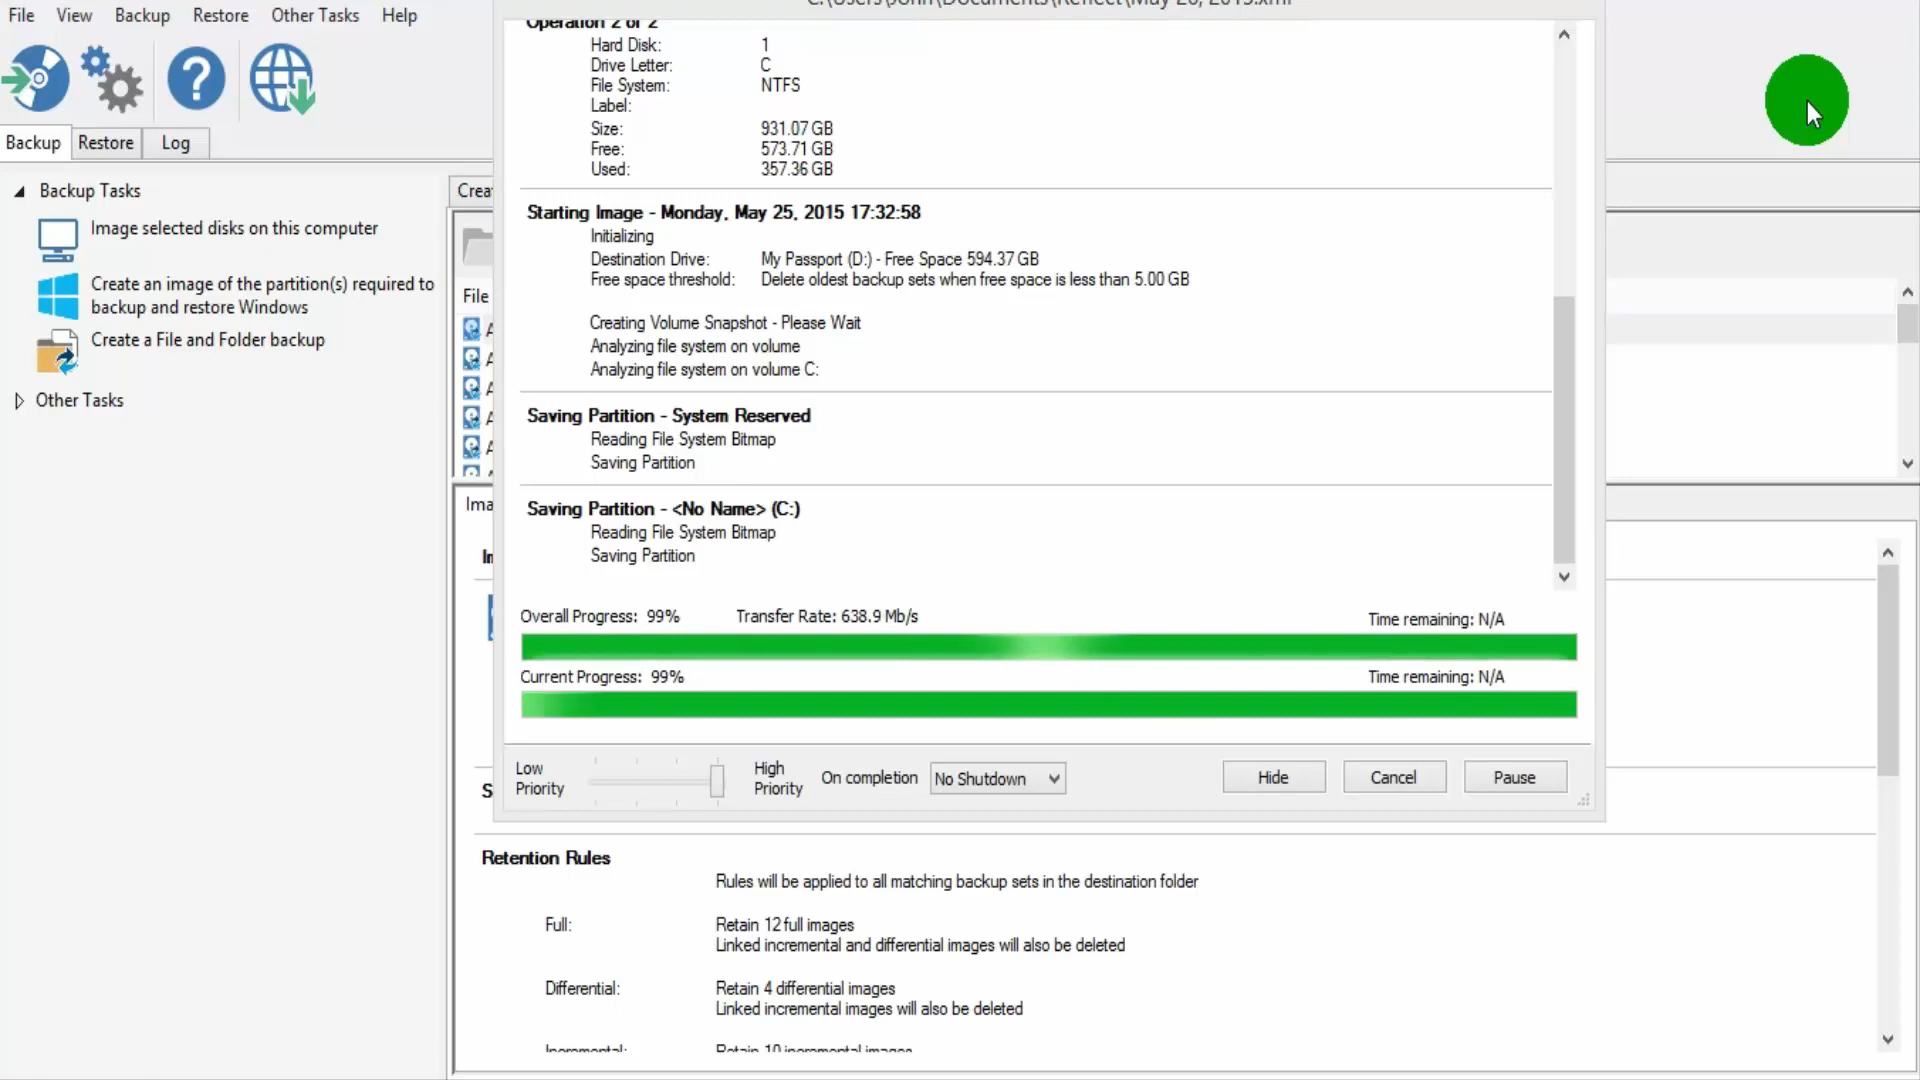 File View Backup Restore Other Tasks Help
Backup Restore Log
Backup Tasks
Image selected disks on this computer
Create an image of the partition(s) required to
backup and restore Windows
Create a File and Folder backup
Other Tasks
File
Operation 2 of 2
Hard Disk: 1
Drive Letter: C
File System: NTFS
Label:
Size: 931.07 GB
Free: 573.71 GB
Used: 357.36 GB
Starting Image - Monday, May 25, 2015 17:32:58
Initializing
Destination Drive: My Passport (D:) - Free Space 594.37 GB
Free space threshold: Delete oldest backup sets when free space is less than 5.00 GB
Creating Volume Snapshot - Please Wait
Analyzing file system on volume
Analyzing file system on volume C:
Saving Partition - System Reserved
Reading File System Bitmap
Saving Partition
Saving Partition - <No Name> (C:)
Reading File System Bitmap
Saving Partition
Overall Progress: 99% Transfer Rate: 638.9 Mb/s Time remaining: N/A
Current Progress: 99% Time remaining: N/A
Low
Priority
High
Priority
On completion No Shutdown Hide Cancel Pause
Retention Rules
Rules will be applied to all matching backup sets in the destination folder
Full: Retain 12 full images
Linked incremental and differential images will also be deleted
Differential: Retain 4 differential images
Linked incremental images will also be deleted
Incremental: Retain 10 incremental images